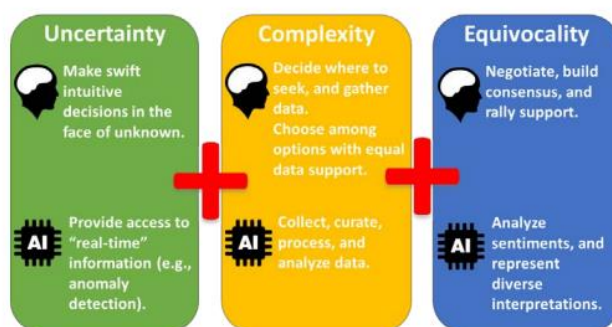 Uncertainty
Make swift
intuitive
decisions in the
face of unknown.
AI
Provide access to
“real-time”
information (e.g.,
anomaly
detection).
Complexity
Decide where to
seek, and gather
data.
Choose among
options with equal
data support.
AI
Collect, curate,
process, and
analyze data.
Equivocality
Negotiate, build
consensus, and
rally support.
AI
Analyze
sentiments, and
represent
diverse
interpretations.